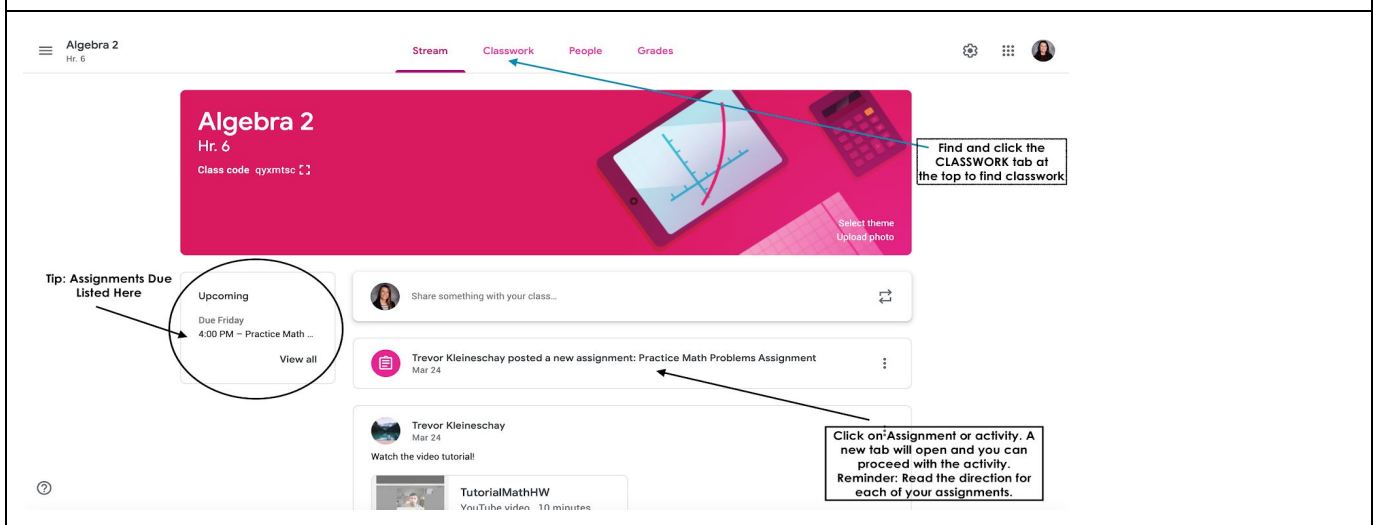 Algebra 2
Hr. 6
Stream Classwork People Grades
Algebra 2
Hr. 6
Class code qyxmtsc
Select theme
Upload photo
Find and click the
CLASSWORK tab at
the top to find classwork
Tip: Assignments Due
Listed Here
Upcoming
Due Friday
4:00 PM – Practice Math ...
View all
Share something with your class...
Trevor Kleineschay posted a new assignment: Practice Math Problems Assignment
Mar 24
Trevor Kleineschay
Mar 24
Watch the video tutorial!
TutorialMathHW
YouTube video 10 minutes
Click on Assignment or activity. A
new tab will open and you can
proceed with the activity.
Reminder: Read the direction for
each of your assignments.